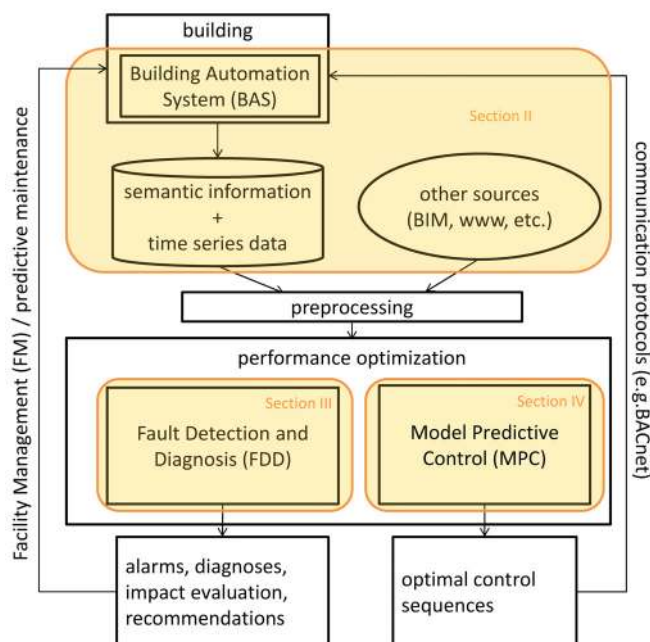 building
Building Automation
System (BAS)
Section II
semantic information
+
time series data
other sources
(BIM, www, etc.)
preprocessing
performance optimization
Section III
Fault Detection and
Diagnosis (FDD)
Section IV
Model Predictive
Control (MPC)
alarms, diagnoses,
impact evaluation,
recommendations
optimal control
sequences
Facility Management (FM) / predictive maintenance
communication protocols (e.g.BACnet)